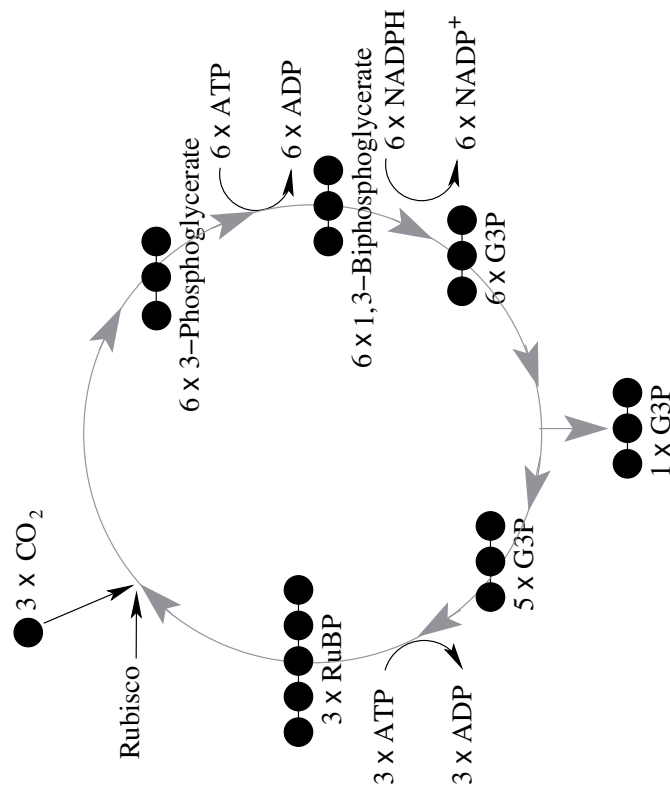 3 x CO2
Rubisco
6 x 3−Phosphoglycerate
6 x ATP
6 x ADP
6 x 1,3−Biphosphoglycerate
6 x NADPH
6 x NADP+
6 x G3P
1 x G3P
5 x G3P
3 x ATP
3 x ADP
3 x RuBP